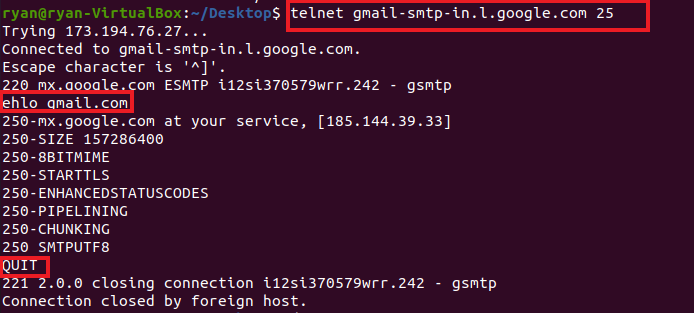 ryan@ryan-VirtualBox:~/Desktop$ telnet gmail-smtp-in.l.google.com 25
Trying 173.194.76.27...
Connected to gmail-smtp-in.l.google.com.
Escape character is '^]'.
220 mx.google.com ESMTP i12si370579wrr.242 - gsmtp
ehlo gmail.com
250-mx.google.com at your service, [185.144.39.33]
250-SIZE 157286400
250-8BITMIME
250-STARTTLS
250-ENHANCEDSTATUSCODES
250-PIPELINING
250-CHUNKING
250 SMTPUTF8
QUIT
221 2.0.0 closing connection i12si370579wrr.242 - gsmtp
Connection closed by foreign host.